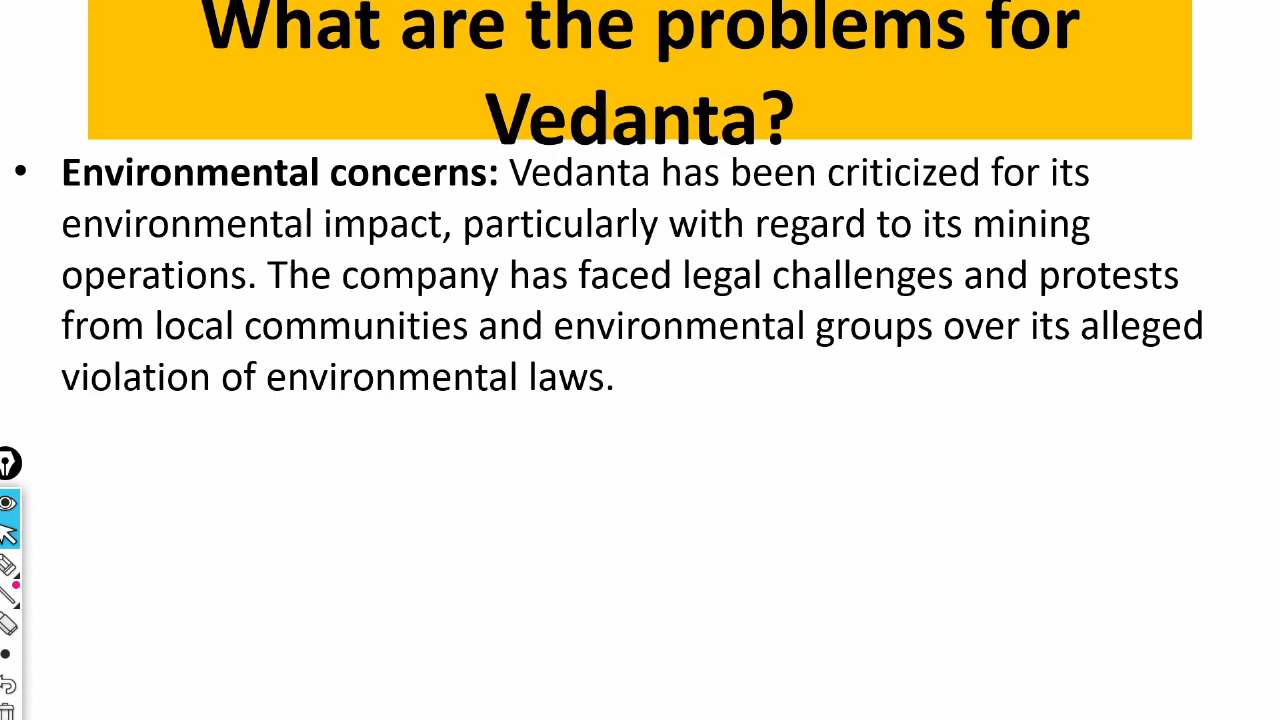 What are the problems for
Vedanta?
• Environmental concerns: Vedanta has been criticized for its
environmental impact, particularly with regard to its mining
operations. The company has faced legal challenges and protests
from local communities and environmental groups over its alleged
violation of environmental laws.